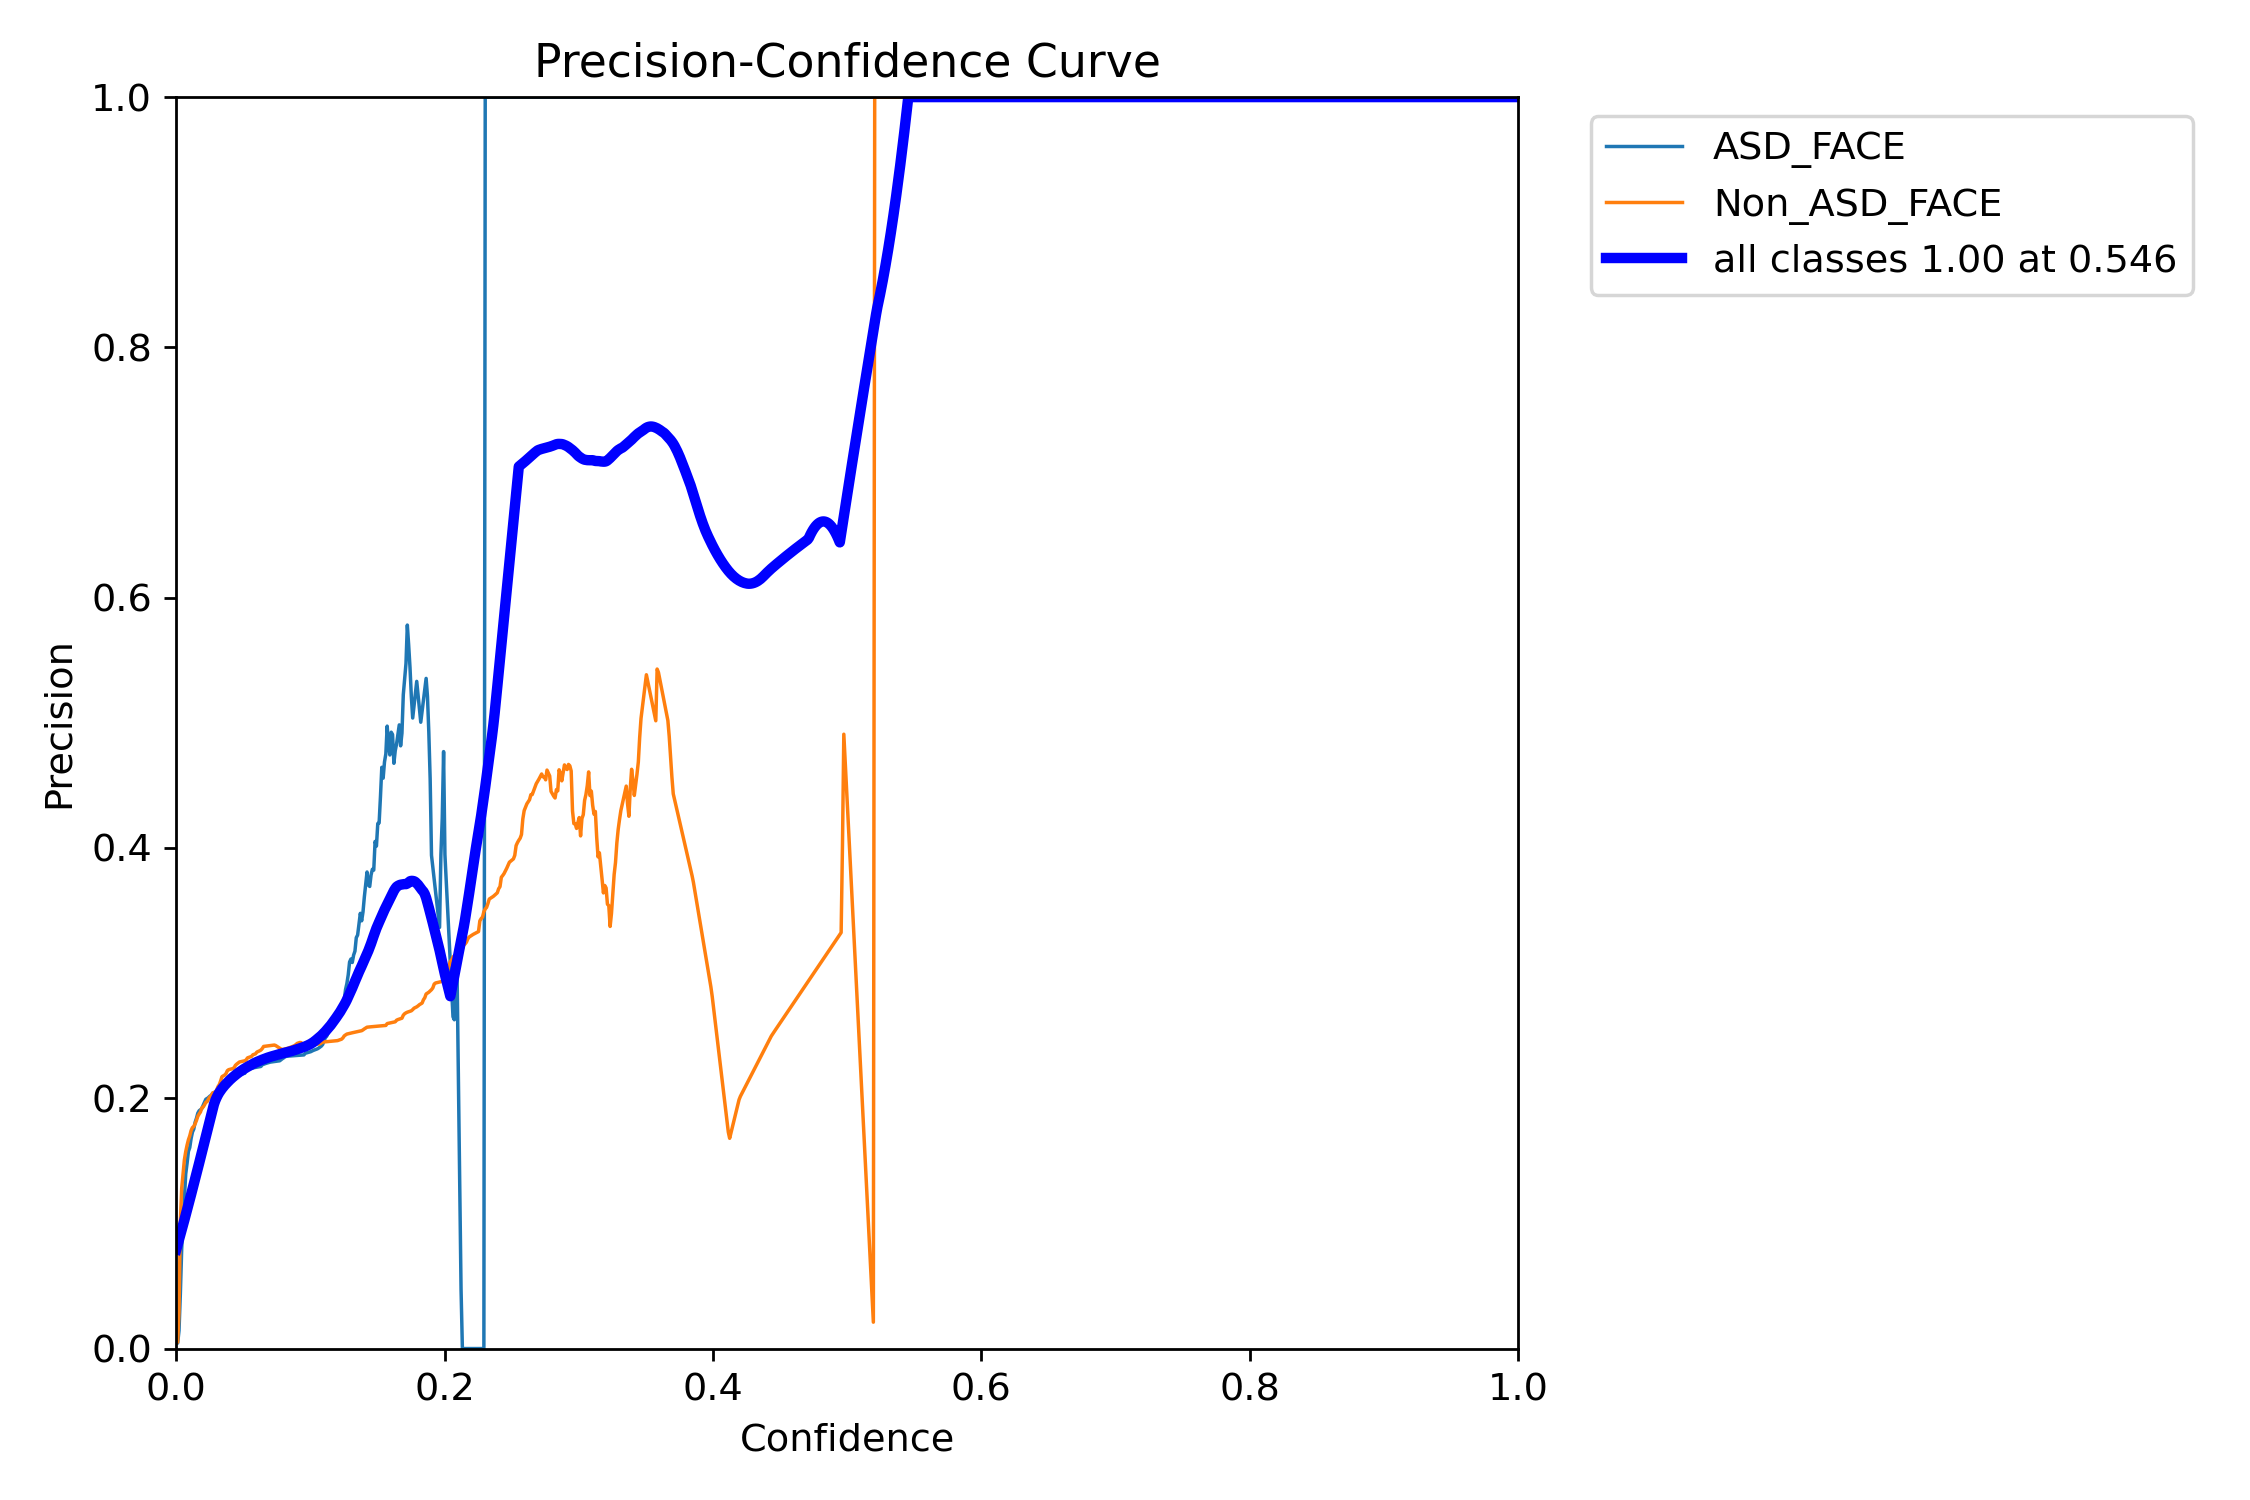 Precision-Confidence Curve
1.0
0.8
0.6
0.4
0.2
0.0
Precision
0.0 0.2 0.4 0.6 0.8 1.0
Confidence
ASD_FACE
Non_ASD_FACE
all classes 1.00 at 0.546